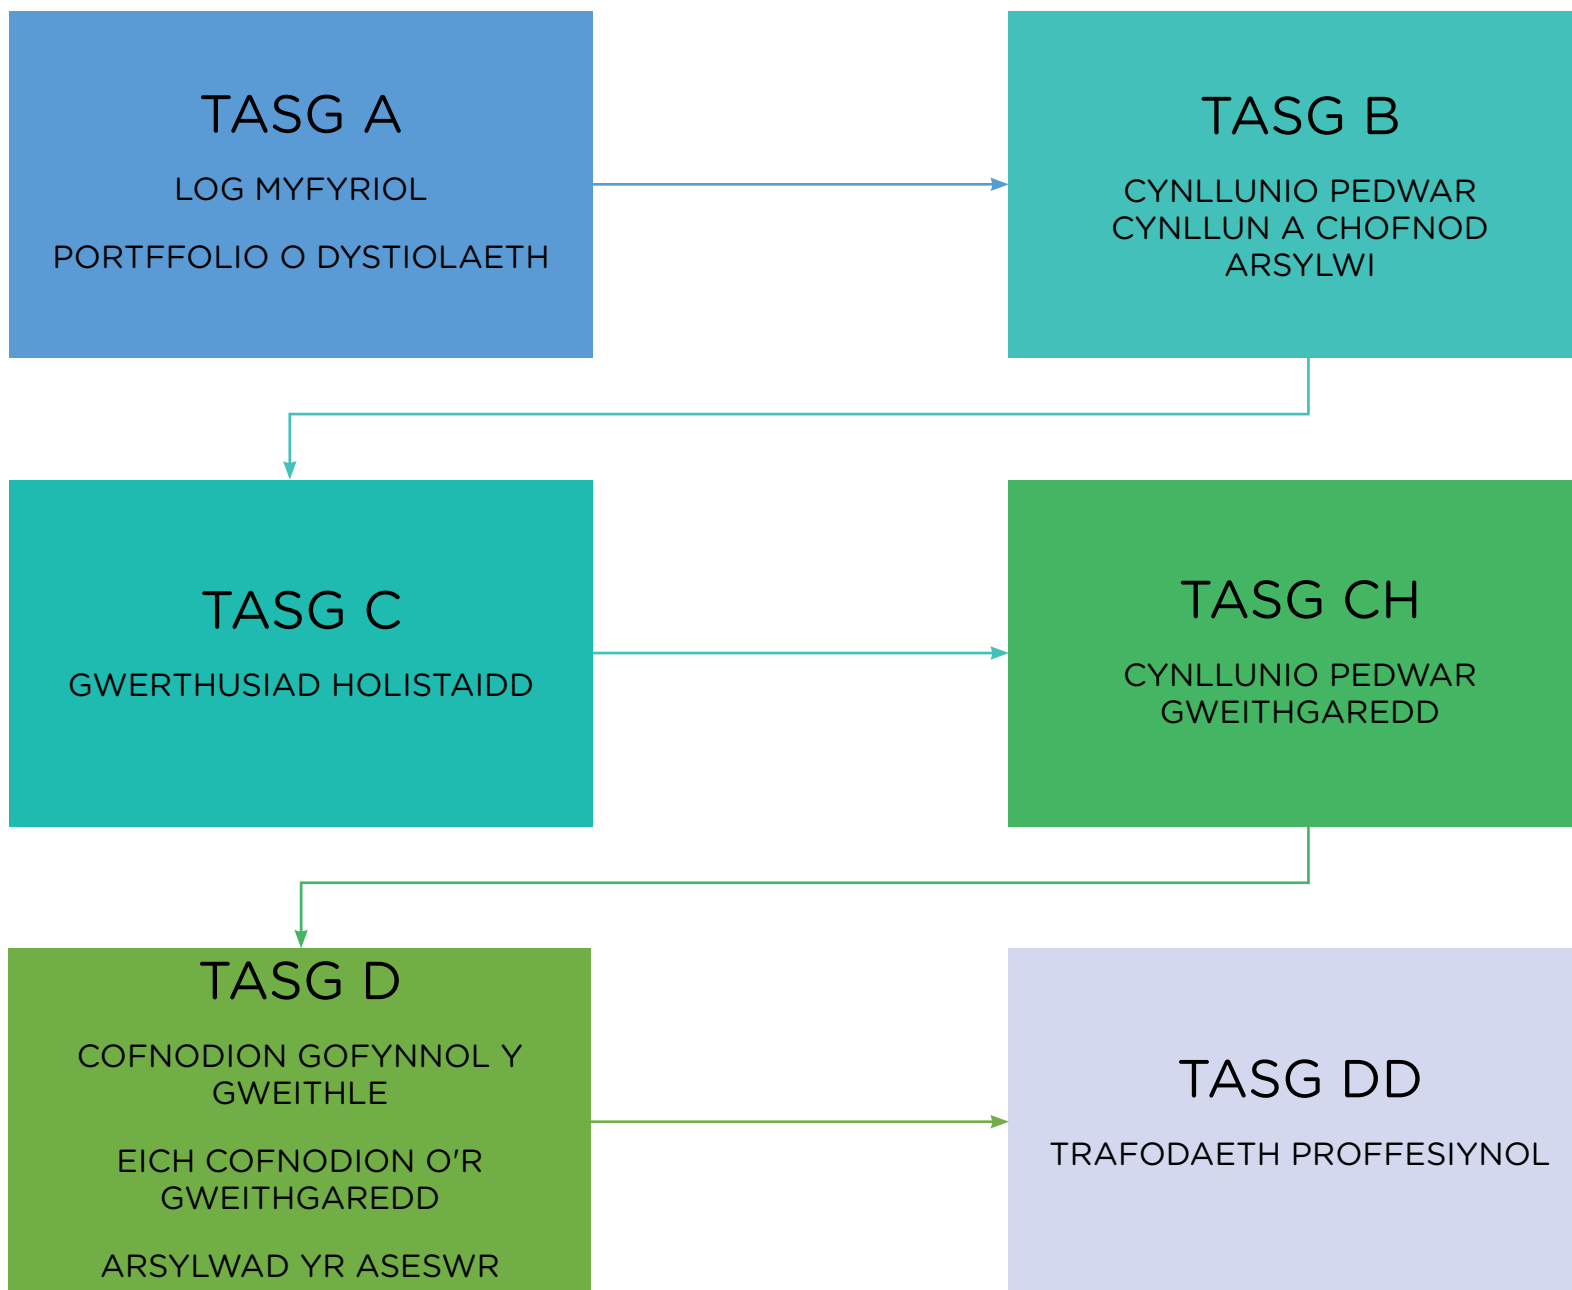 TASG A
LOG MYFYRIOL
PORTFFOLIO O DYSTIOLAETH
TASG B
CYNLLUNIO PEDWAR
CYNLLUN A CHOFNOD
ARSYLWI
TASG C
GWERTHUSIAD HOLISTAIDD
TASG CH
CYNLLUNIO PEDWAR
GWEITHGAREDD
TASG D
COFNODION GOFYNNOL Y
GWEITHLE
EICH COFNODION O'R
GWEITHGAREDD
ARSYLWAD YR ASESWR
TASG DD
TRAFODAETH PROFFESIYNOL